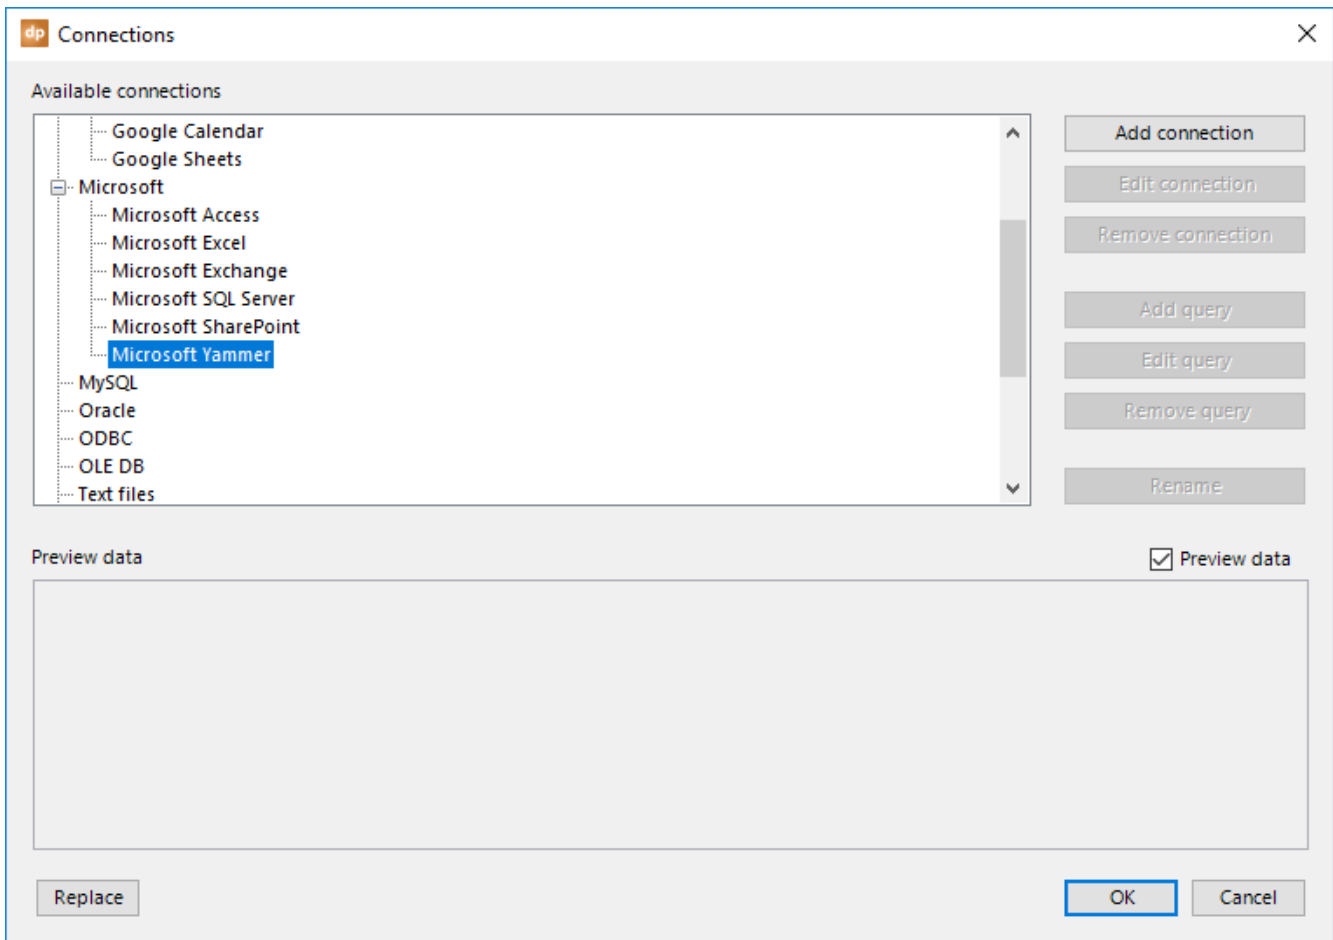 dp Connections
Available connections
Google Calendar
Google Sheets
Microsoft
Microsoft Access
Microsoft Excel
Microsoft Exchange
Microsoft SQL Server
Microsoft SharePoint
Microsoft Yammer
MySQL
Oracle
ODBC
OLE DB
Text files
Add connection
Edit connection
Remove connection
Add query
Edit query
Remove query
Rename
Preview data
Preview data
Replace
OK
Cancel